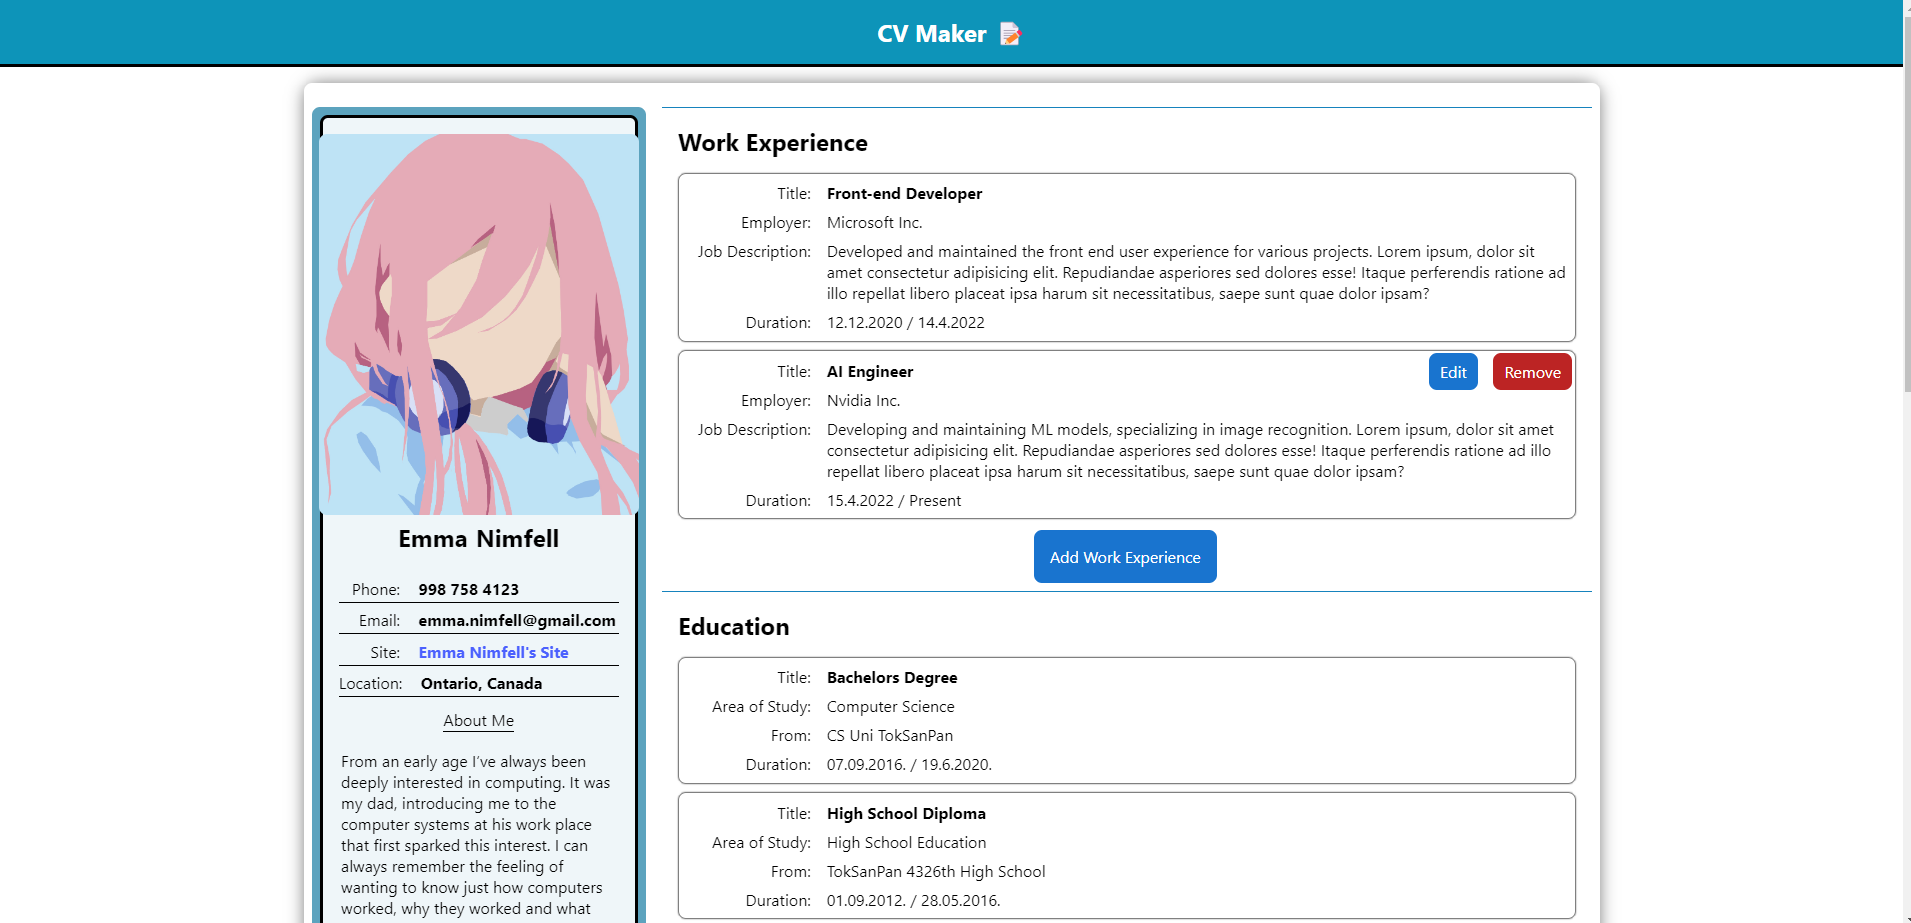 CV Maker 📝
Emma Nimfell
Phone: 998 758 4123
Email: emma.nimfell@gmail.com
Site: Emma Nimfell's Site
Location: Ontario, Canada
About Me
From an early age I've always been
deeply interested in computing. It was
my dad, introducing me to the
computer systems at his work place
that first sparked this interest. I can
always remember the feeling of
wanting to know just how computers
worked, why they worked and what
Work Experience
Title: Front-end Developer
Employer: Microsoft Inc.
Job Description: Developed and maintained the front end user experience for various projects. Lorem ipsum, dolor sit
amet consectetur adipisicing elit. Repudiandae asperiores sed dolores esse! Itaque perferendis ratione ad
illo repellat libero placeat ipsa harum sit necessitatibus, saepe sunt quae dolor ipsam?
Duration: 12.12.2020 / 14.4.2022
Title: AI Engineer
Edit Remove
Employer: Nvidia Inc.
Job Description: Developing and maintaining ML models, specializing in image recognition. Lorem ipsum, dolor sit amet
consectetur adipisicing elit. Repudiandae asperiores sed dolores esse! Itaque perferendis ratione ad illo
repellat libero placeat ipsa harum sit necessitatibus, saepe sunt quae dolor ipsam?
Duration: 15.4.2022 / Present
Add Work Experience
Education
Title: Bachelors Degree
Area of Study: Computer Science
From: CS Uni TokSanPan
Duration: 07.09.2016. / 19.6.2020.
Title: High School Diploma
Area of Study: High School Education
From: TokSanPan 4326th High School
Duration: 01.09.2012. / 28.05.2016.